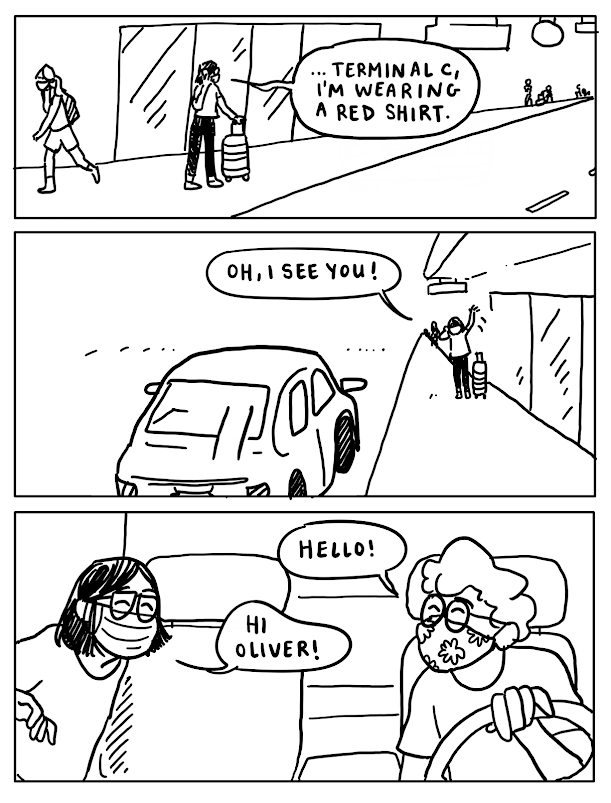 ... TERMINAL C,
I'M WEARING
A RED SHIRT.
OH, I SEE YOU!
HELLO!
HI
OLIVER!